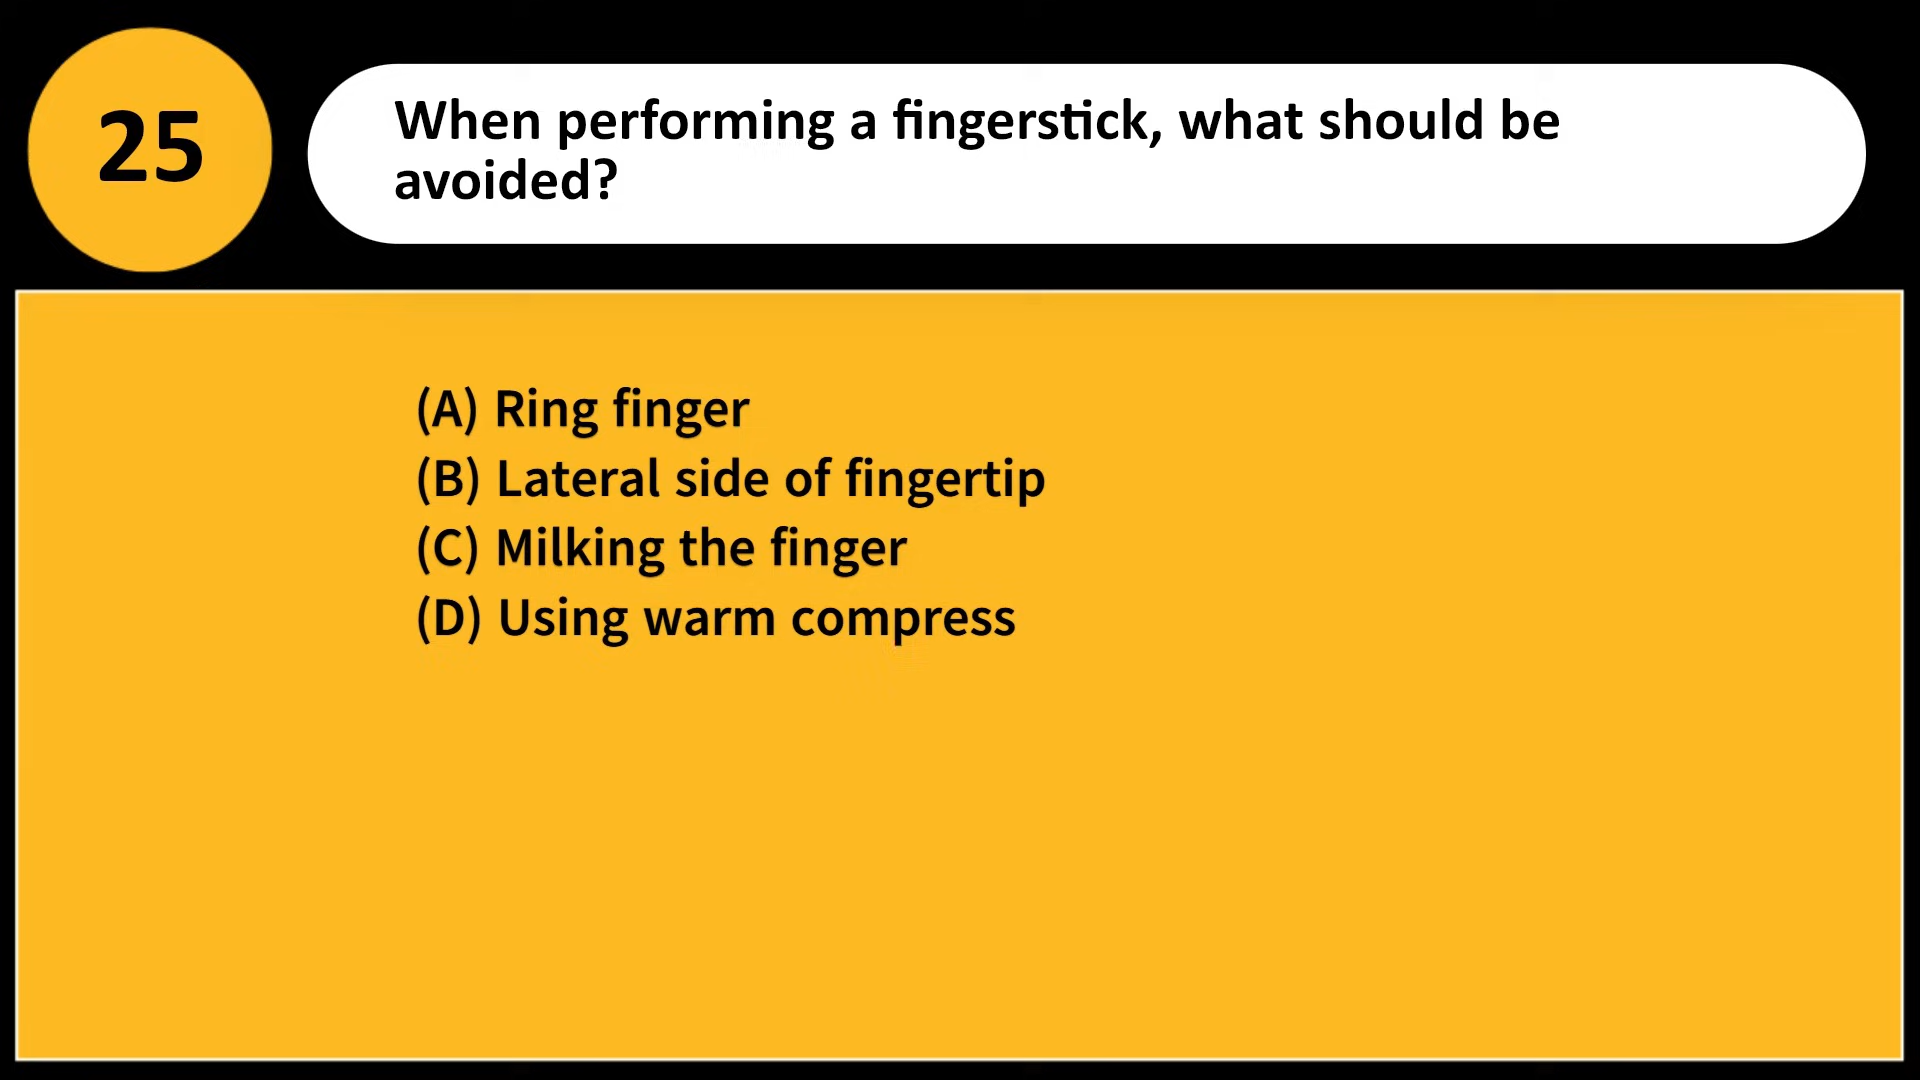 25
When performing a fingerstick, what should be
avoided?
(A) Ring finger
(B) Lateral side of fingertip
(C) Milking the finger
(D) Using warm compress